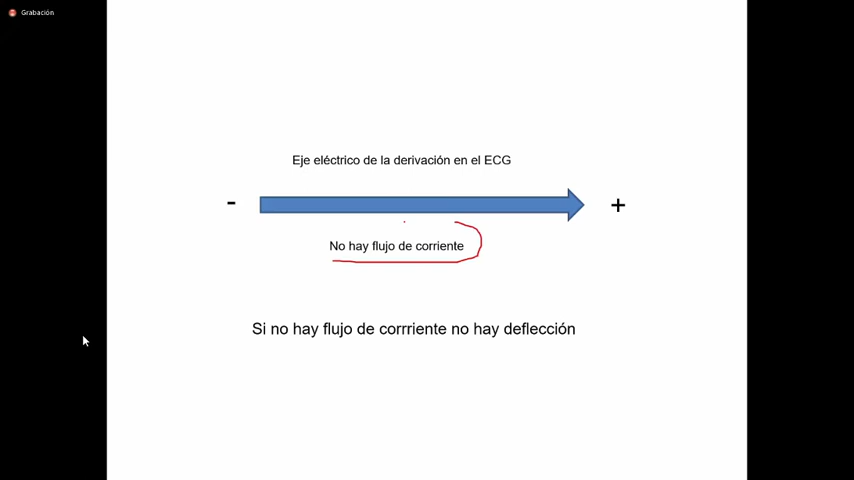 Grabación
Eje eléctrico de la derivación en el ECG
- +
No hay flujo de corriente
Si no hay flujo de corrriente no hay deflección